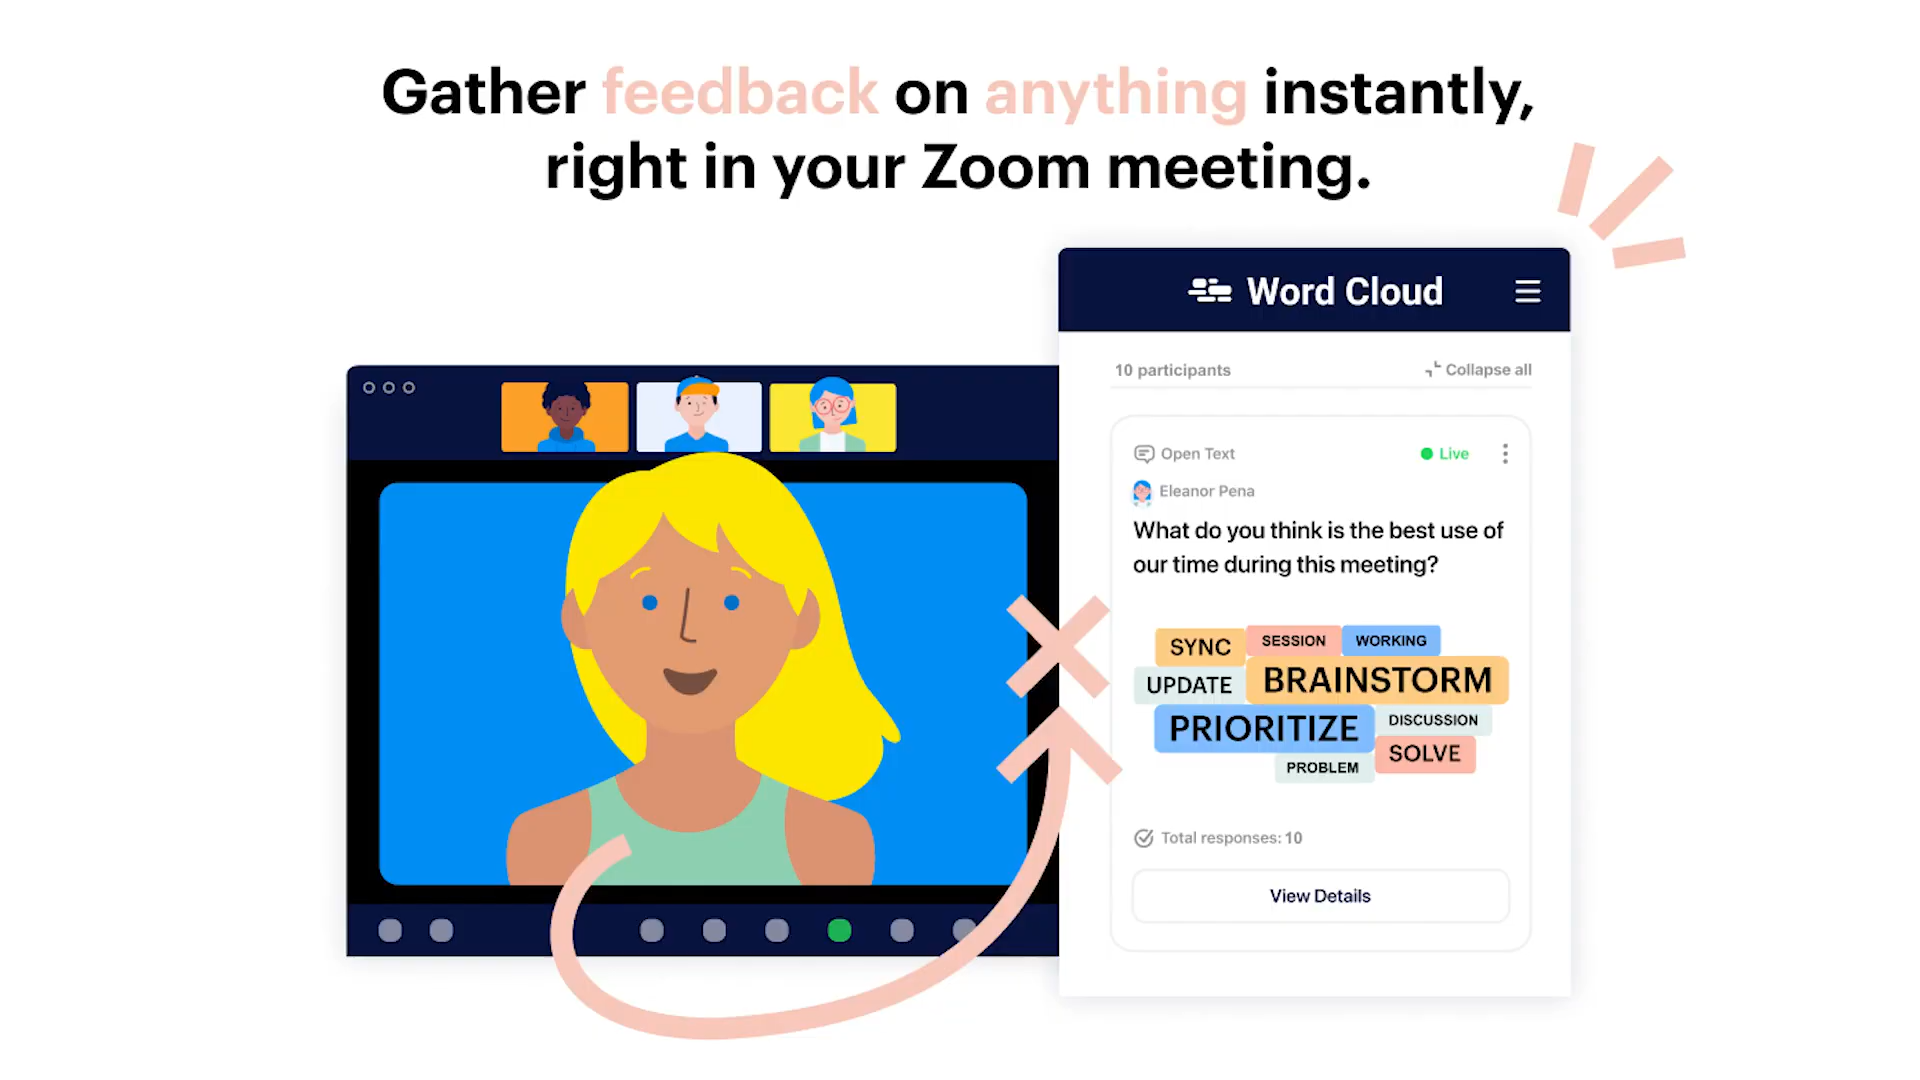 Gather feedback on anything instantly,
right in your Zoom meeting.
Word Cloud
10 participants
Collapse all
Open Text
Live
Eleanor Pena
What do you think is the best use of
our time during this meeting?
SYNC
SESSION
WORKING
UPDATE
BRAINSTORM
PRIORITIZE
DISCUSSION
SOLVE
PROBLEM
Total responses: 10
View Details